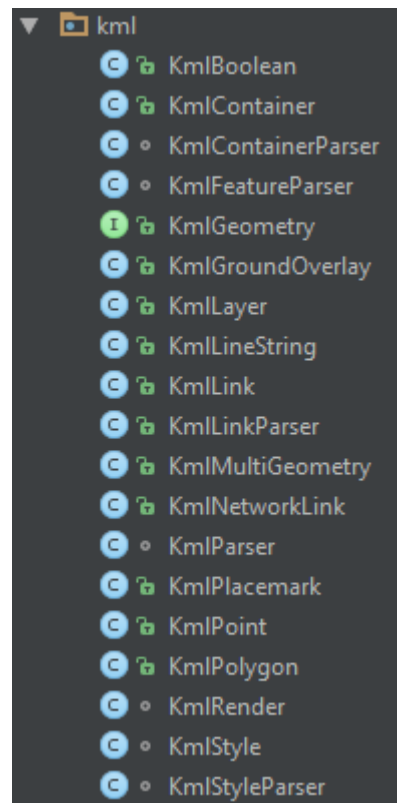 kml
C KmlBoolean
C KmlContainer
C KmlContainerParser
C KmlFeatureParser
I KmlGeometry
C KmlGroundOverlay
C KmlLayer
C KmlLineString
C KmlLink
C KmlLinkParser
C KmlMultiGeometry
C KmlNetworkLink
C KmlParser
C KmlPlacemark
C KmlPoint
C KmlPolygon
C KmlRender
C KmlStyle
C KmlStyleParser